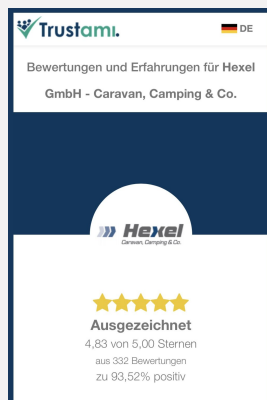 Trustami.
DE
Bewertungen und Erfahrungen für Hexel
GmbH - Caravan, Camping & Co.
Hexel
Caravan, Camping & Co.
Ausgezeichnet
4,83 von 5,00 Sternen
aus 332 Bewertungen
zu 93,52% positiv